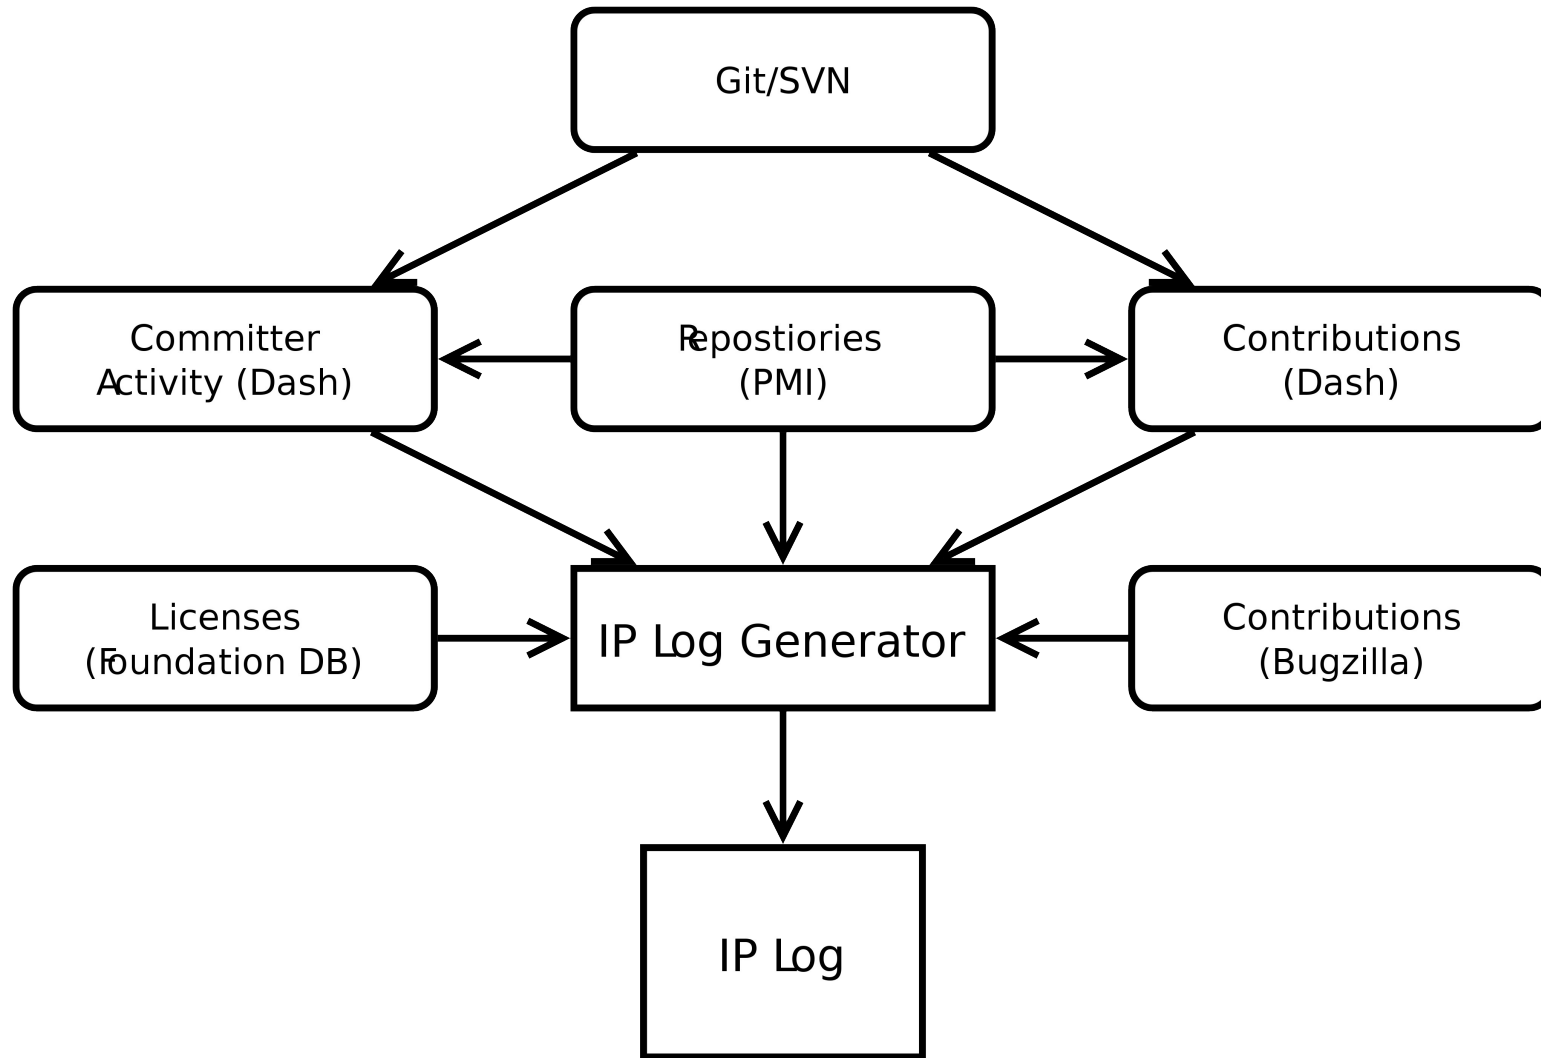 Git/SVN
Committer
Activity (Dash)
Repostiories
(PMI)
Contributions
(Dash)
Licenses
(Foundation DB)
IP Log Generator
Contributions
(Bugzilla)
IP Log